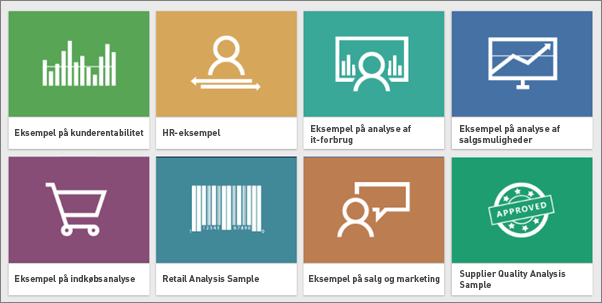 Eksempel på kunderentabilitet
HR-eksempel
Eksempel på analyse af
it-forbrug
Eksempel på analyse af
salgsmuligheder
Eksempel på indkøbsanalyse
12345 67890
Retail Analysis Sample
Eksempel på salg og marketing
APPROVED
Supplier Quality Analysis
Sample